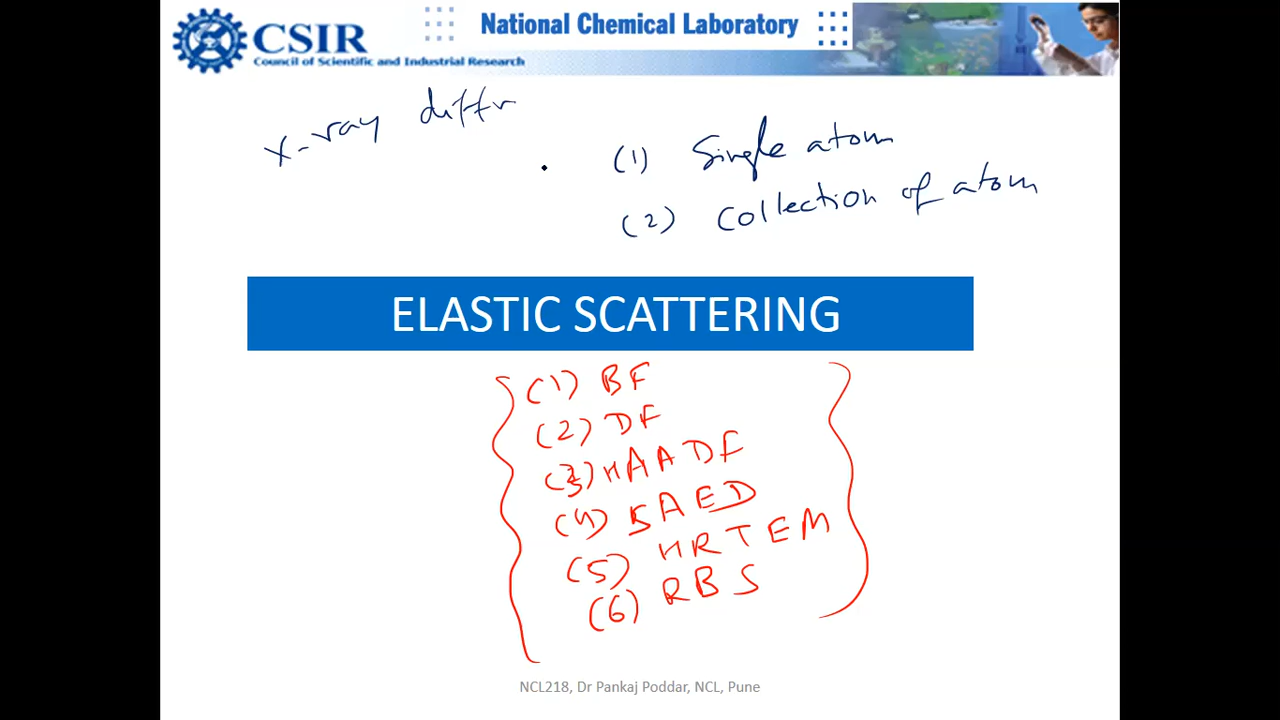 CSIR
Council of Scientific and Industrial Research
National Chemical Laboratory
X-ray diffr
(1) Single atom
(2) Collection of atom
ELASTIC SCATTERING
(1) BF
(2) DF
(3) HAADF
(4) SAED
(5) HRTEM
(6) RBS
NCL218, Dr Pankaj Poddar, NCL, Pune